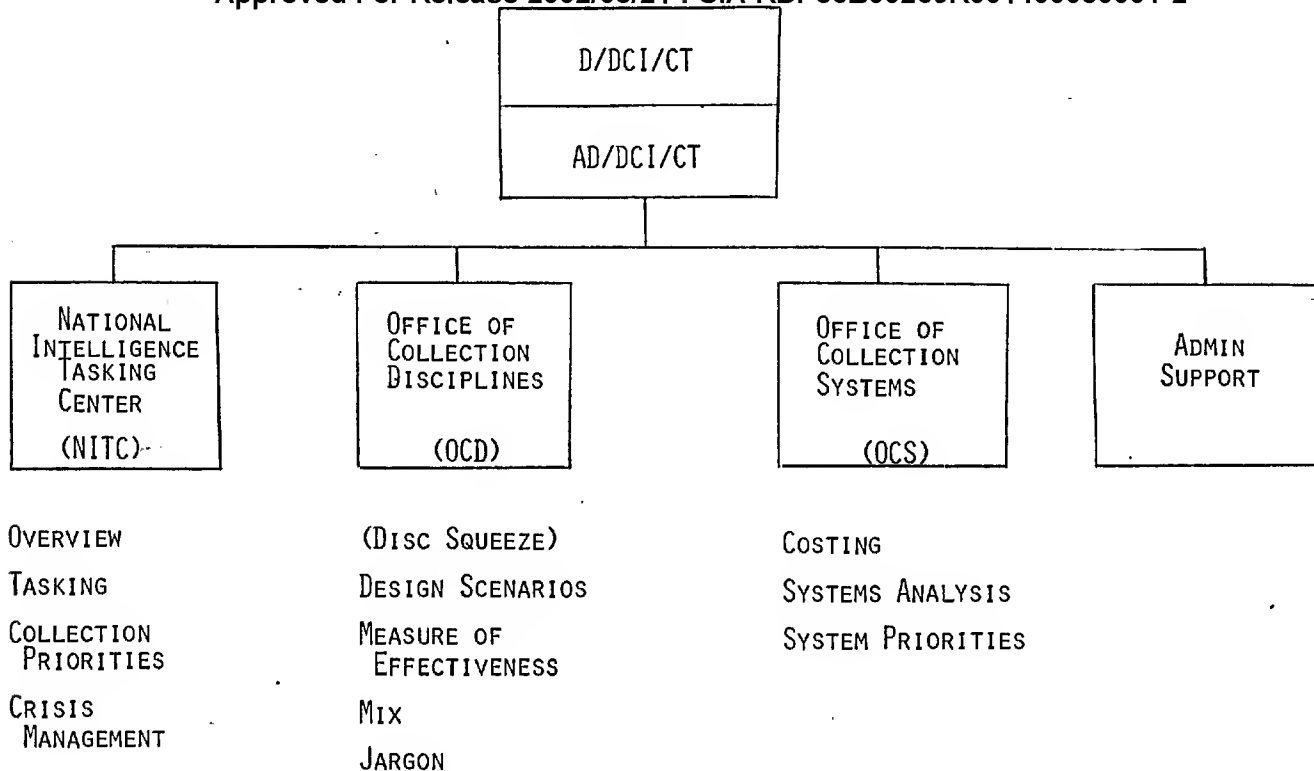 D/DCI/CT
AD/DCI/CT
NATIONAL
INTELLIGENCE
TASKING
CENTER
(NITC)
OFFICE OF
COLLECTION
DISCIPLINES
(OCD)
OFFICE OF
COLLECTION
SYSTEMS
(OCS)
ADMIN
SUPPORT
OVERVIEW
TASKING
COLLECTION
PRIORITIES
CRISIS
MANAGEMENT
(DISC SQUEEZE)
DESIGN SCENARIOS
MEASURE OF
EFFECTIVENESS
MIX
JARGON
COSTING
SYSTEMS ANALYSIS
SYSTEM PRIORITIES